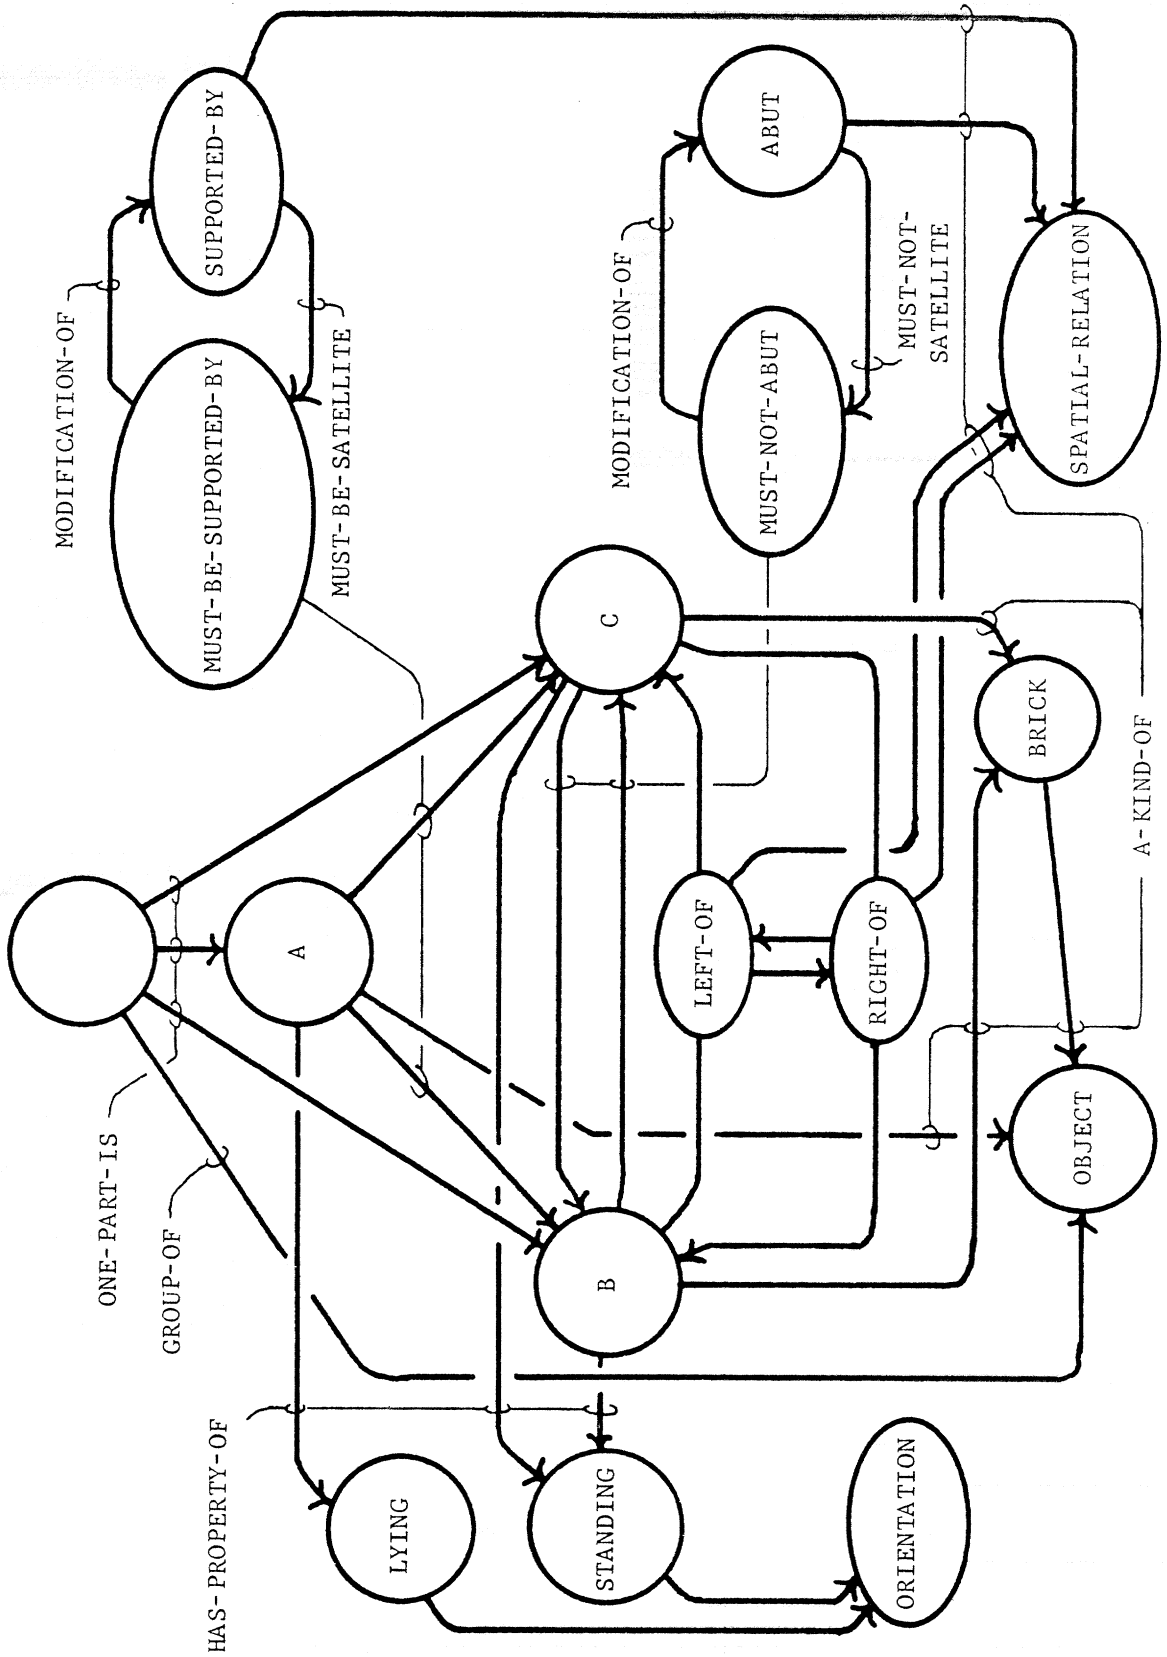 MODIFICATION-OF
ONE-PART-IS
GROUP-OF
HAS-PROPERTY-OF
MUST-BE-SUPPORTED-BY
SUPPORTED-BY
A
MUST-BE-SATELLITE
LYING
STANDING
B
C
MODIFICATION-OF
LEFT-OF
MUST-NOT-ABUT
ABUT
RIGHT-OF
ORIENTATION
MUST-NOT-
SATELLITE
BRICK
OBJECT
SPATIAL-RELATION
A-KIND-OF